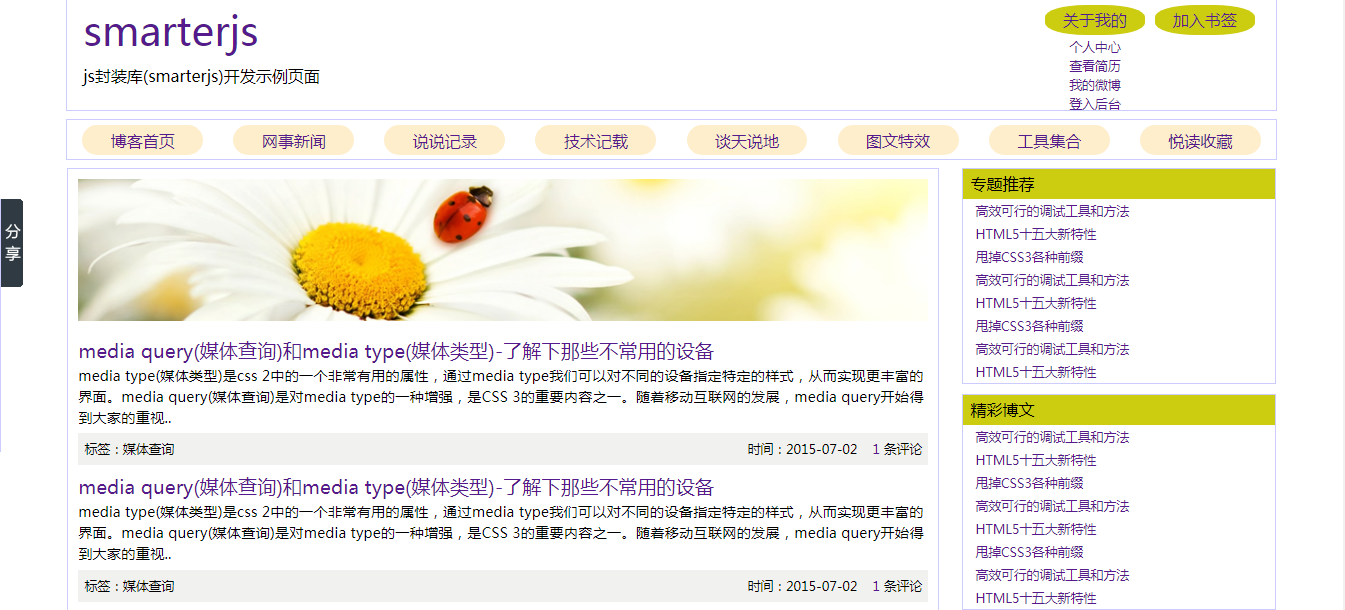 smarterjs
js封装库(smarterjs)开发示例页面
关于我的
加入书签
个人中心
查看简历
我的微博
登入后台
博客首页
网事新闻
说说记录
技术记载
谈天说地
图文特效
工具集合
悦读收藏
分
享
media query(媒体查询)和media type(媒体类型)-了解下那些不常用的设备
media type(媒体类型)是css 2中的一个非常有用的属性，通过media type我们可以对不同的设备指定特定的样式，从而实现更丰富的
界面。media query(媒体查询)是对media type的一种增强，是CSS 3的重要内容之一。随着移动互联网的发展，media query开始得
到大家的重视..
标签：媒体查询
时间：2015-07-02 1 条评论
media query(媒体查询)和media type(媒体类型)-了解下那些不常用的设备
media type(媒体类型)是css 2中的一个非常有用的属性，通过media type我们可以对不同的设备指定特定的样式，从而实现更丰富的
界面。media query(媒体查询)是对media type的一种增强，是CSS 3的重要内容之一。随着移动互联网的发展，media query开始得
到大家的重视..
标签：媒体查询
时间：2015-07-02 1 条评论
专题推荐
高效可行的调试工具和方法
HTML5十五大新特性
甩掉CSS3各种前缀
高效可行的调试工具和方法
HTML5十五大新特性
甩掉CSS3各种前缀
高效可行的调试工具和方法
HTML5十五大新特性
精彩博文
高效可行的调试工具和方法
HTML5十五大新特性
甩掉CSS3各种前缀
高效可行的调试工具和方法
HTML5十五大新特性
甩掉CSS3各种前缀
高效可行的调试工具和方法
HTML5十五大新特性